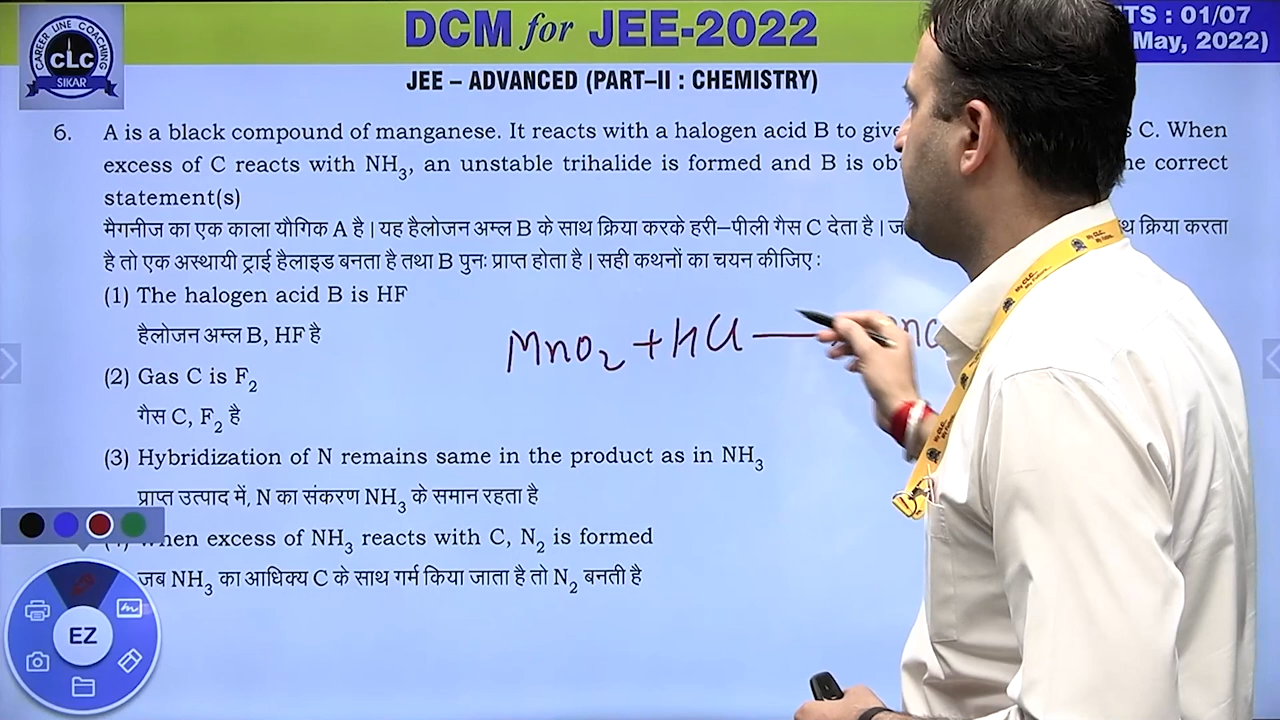 CAREER LINE COACHING
CLC
SIKAR
DCM for JEE-2022
TS : 01/07
May, 2022)
JEE – ADVANCED (PART–II : CHEMISTRY)
6. A is a black compound of manganese. It reacts with a halogen acid B to give C. When
excess of C reacts with NH₃, an unstable trihalide is formed and B is correct
statement(s)
मैगनीज का एक काला यौगिक A है। यह हैलोजन अम्ल B के साथ क्रिया करके हरी–पीली गैस C देता है। क्रिया करता
है तो एक अस्थायी ट्राई हैलाइड बनता है तथा B पुनः प्राप्त होता है। सही कथनों का चयन कीजिए :
(1) The halogen acid B is HF
हैलोजन अम्ल B, HF है
(2) Gas C is F₂
गैस C, F₂ है
(3) Hybridization of N remains same in the product as in NH₃
प्राप्त उत्पाद में, N का संकरण NH₃ के समान रहता है
when excess of NH₃ reacts with C, N₂ is formed
जब NH₃ का आधिक्य C के साथ गर्म किया जाता है तो N₂ बनती है
MnO₂ + HCl
EZ